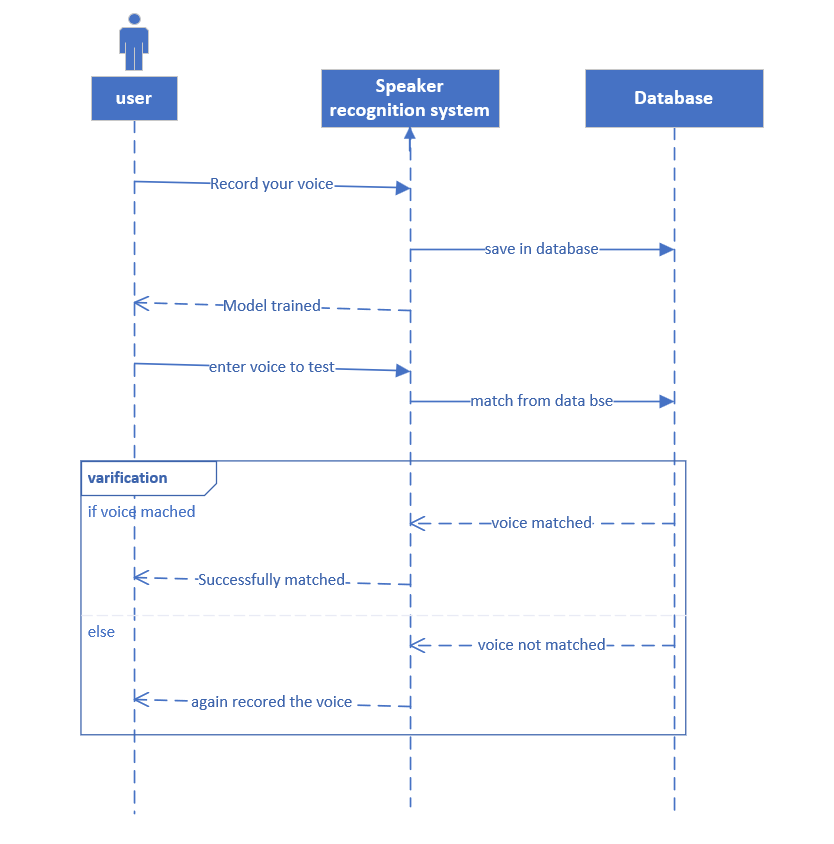 user
Speaker
recognition system
Database
Record your voice
save in database
Model trained
enter voice to test
match from data bse
varification
if voice mached
voice matched
Successfully matched
else
voice not matched
again recored the voice